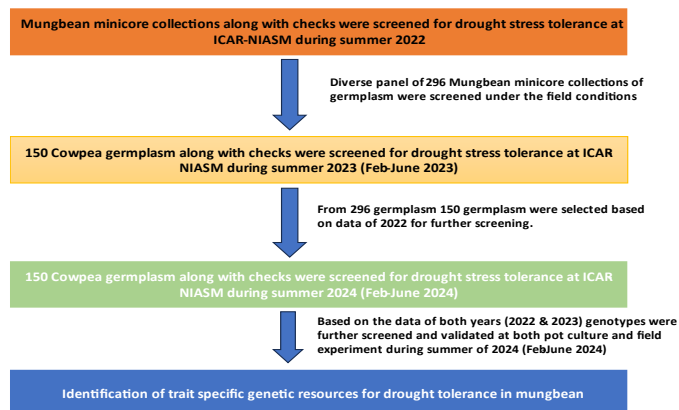 Mungbean minicore collections along with checks were screened for drought stress tolerance at
ICAR-NIASM during summer 2022
Diverse panel of 296 Mungbean minicore collections of
germplasm were screened under the field conditions
150 Cowpea germplasm along with checks were screened for drought stress tolerance at ICAR
NIASM during summer 2023 (Feb-June 2023)
From 296 germplasm 150 germplasm were selected based
on data of 2022 for further screening.
150 Cowpea germplasm along with checks were screened for drought stress tolerance at ICAR
NIASM during summer 2024 (Feb-June 2024)
Based on the data of both years (2022 & 2023) genotypes were
further screened and validated at both pot culture and field
experiment during summer of 2024 (Feb-June 2024)
Identification of trait specific genetic resources for drought tolerance in mungbean